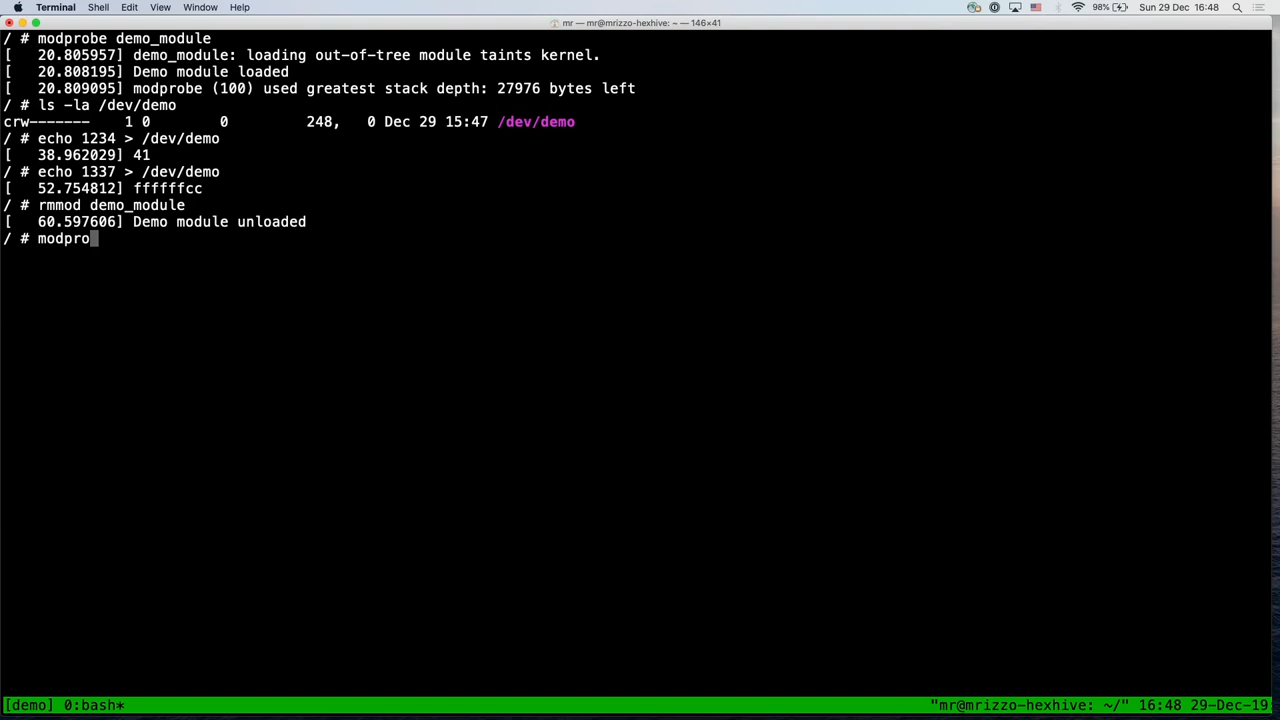 Terminal Shell Edit View Window Help 98% Sun 29 Dec 16:48
mr — mr@mrizzo-hexhive: ~ — 146×41
/ # modprobe demo_module
[   20.805957] demo_module: loading out-of-tree module taints kernel.
[   20.808195] Demo module loaded
[   20.809095] modprobe (100) used greatest stack depth: 27976 bytes left
/ # ls -la /dev/demo
crw-------    1 0        0         248,   0 Dec 29 15:47 /dev/demo
/ # echo 1234 > /dev/demo
[   38.962029] 41
/ # echo 1337 > /dev/demo
[   52.754812] ffffffcc
/ # rmmod demo_module
[   60.597606] Demo module unloaded
/ # modpro
[demo] 0:bash* "mr@mrizzo-hexhive: ~/" 16:48 29-Dec-19